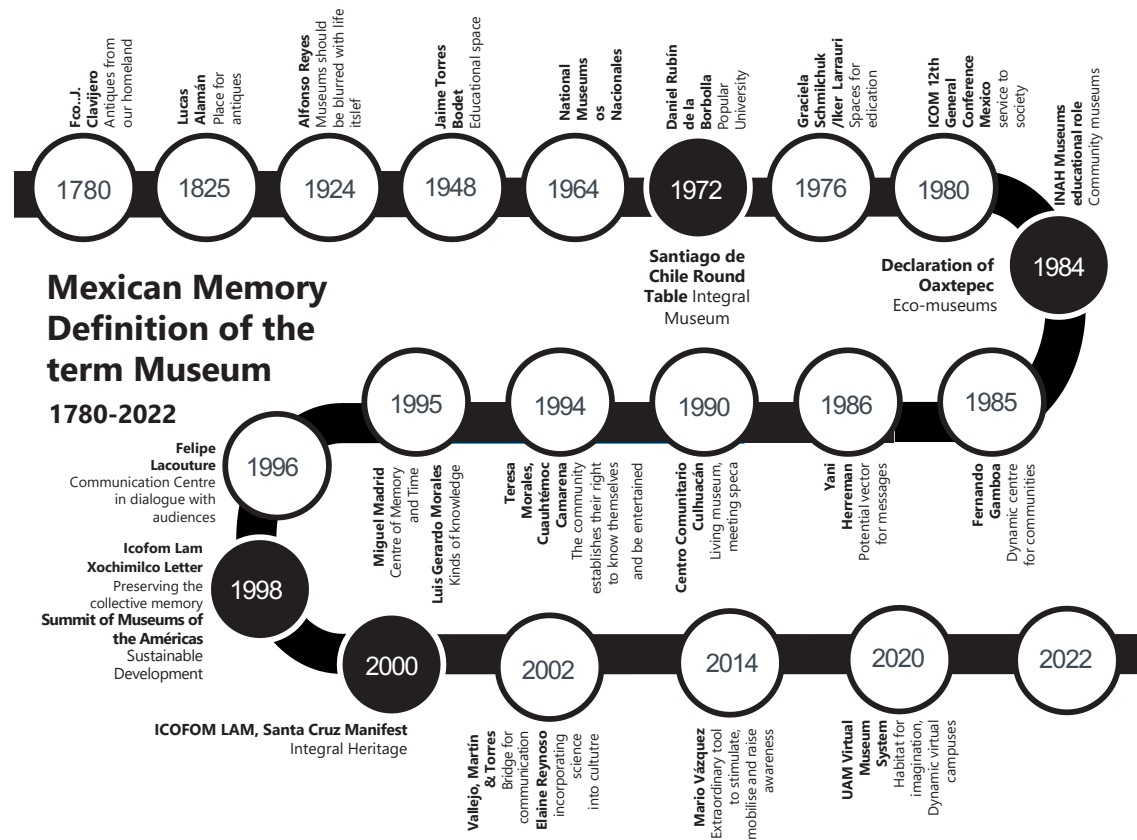 Fco..J.
Clavijero
Antiques from
our homeland
1780
Lucas
Alamán
Place for
antiques
1825
Alfonso Reyes
Museums should
be blurred with life
itslef
1924
Jaime Torres
Bodet
Educational space
1948
National
Museums
os
Nacionales
1964
Daniel Rubín
de la
Borbolla
Popular
University
1972
Santiago de
Chile Round
Table Integral
Museum
Graciela
Schmilchuk
/Iker Larrauri
Spaces for
edication
1976
ICOM 12th
General
Conference
Mexico
service to
society
1980
INAH Museums
educational role
Community museums
1984
Declaration of
Oaxtepec
Eco-museums
Mexican Memory
Definition of the
term Museum
1780-2022
1985
Fernando
Gamboa
Dynamic centre
for communities
1986
Yani
Herreman
Potential vector
for messages
1990
Centro Comunitario
Culhuacán
Living museum,
meeting speca
1994
Teresa
Morales,
Cuauhtémoc
Camarena
The community
establishes their right
to know themselves
and be entertained
1995
Miguel Madrid
Centre of Memory
and Time
Luis Gerardo Morales
Kinds of knowledge
1996
Felipe
Lacouture
Communication Centre
in dialogue with
audiences
1998
Icofom Lam
Xochimilco Letter
Preserving the
collective memory
Summit of Museums of
the Américas
Sustainable
Development
2000
ICOFOM LAM, Santa Cruz Manifest
Integral Heritage
2002
Vallejo, Martín
& Torres
Bridge for
communication
Elaine Reynoso
incorporating
science
into cultutre
2014
Mario Vázquez
Extraordinary tool
to stimulate,
mobilise and raise
awareness
2020
UAM Virtual
Museum
System
Habitat for
imagination,
Dynamic virtual
campuses
2022